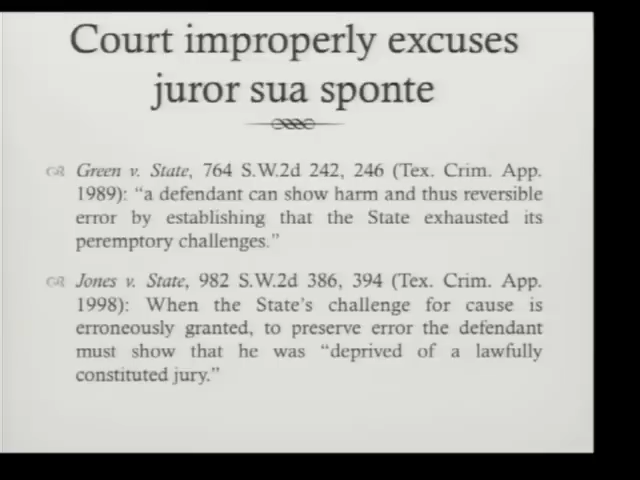 Court improperly excuses
juror sua sponte
Green v. State, 764 S.W.2d 242, 246 (Tex. Crim. App.
1989): “a defendant can show harm and thus reversible
error by establishing that the State exhausted its
peremptory challenges.”
Jones v. State, 982 S.W.2d 386, 394 (Tex. Crim. App.
1998): When the State’s challenge for cause is
erroneously granted, to preserve error the defendant
must show that he was “deprived of a lawfully
constituted jury.”